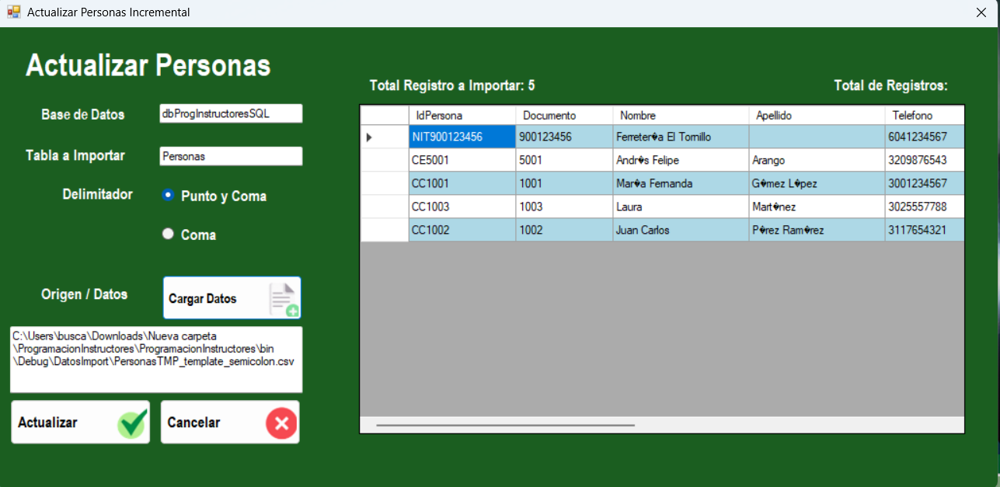 Actualizar Personas Incremental
Actualizar Personas
Total Registro a Importar: 5
Total de Registros:
Base de Datos
dbProgInstructoresSQL
Tabla a Importar
Personas
Delimitador
Punto y Coma
Coma
Origen / Datos
Cargar Datos
C:\Users\busca\Downloads\Nueva carpeta
\ProgramacionInstructores\ProgramacionInstructores\bin
\Debug\DatosImport\PersonasTMP_template_semicolon.csv
Actualizar
Cancelar
IdPersona Documento Nombre Apellido Telefono
NIT900123456 900123456 Ferreter�a El Tornillo 6041234567
CE5001 5001 Andr�s Felipe Arango 3209876543
CC1001 1001 Mar�a Fernanda G�mez L�pez 3001234567
CC1003 1003 Laura Mart�nez 3025557788
CC1002 1002 Juan Carlos P�rez Ram�rez 3117654321